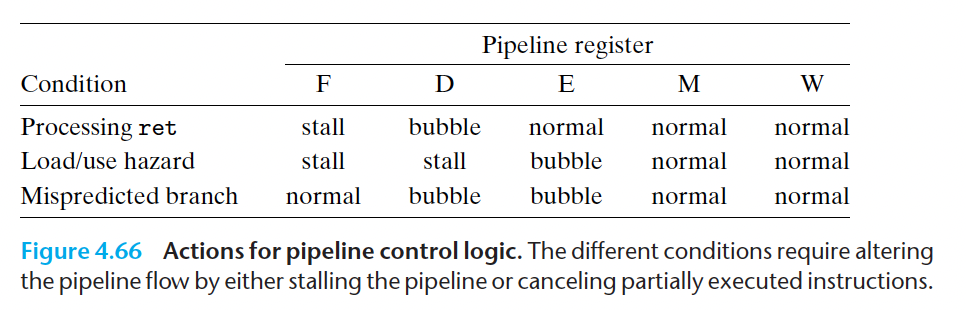 Pipeline register
Condition F D E M W
Processing ret stall bubble normal normal normal
Load/use hazard stall stall bubble normal normal
Mispredicted branch normal bubble bubble normal normal
Figure 4.66 Actions for pipeline control logic. The different conditions require altering
the pipeline flow by either stalling the pipeline or canceling partially executed instructions.